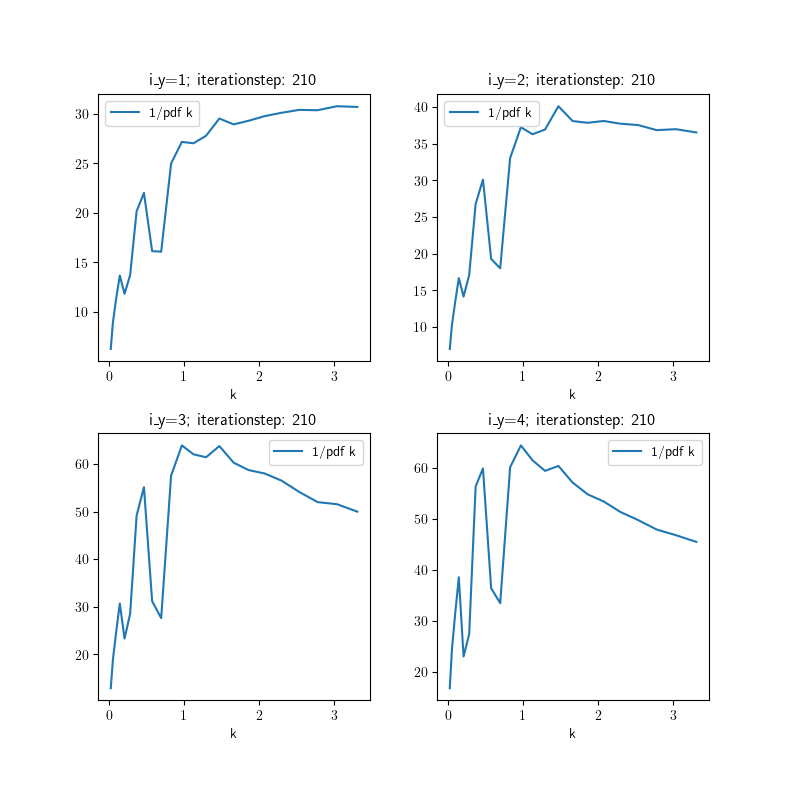 i_y=1; iterationstep: 210
1/pdf k
30
25
20
15
10
0 1 2 3
k
i_y=2; iterationstep: 210
1/pdf k
40
35
30
25
20
15
10
0 1 2 3
k
i_y=3; iterationstep: 210
1/pdf k
60
50
40
30
20
0 1 2 3
k
i_y=4; iterationstep: 210
1/pdf k
60
50
40
30
20
0 1 2 3
k